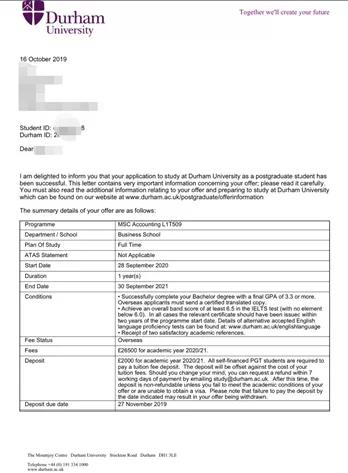 Durham
University
Together we'll create your future
16 October 2019
Student ID: 8
Durham ID:
Dear
I am delighted to inform you that your application to study at Durham University as a postgraduate student has
been successful. This letter contains very important information concerning your offer; please read it carefully.
You must also read the additional information relating to your offer and preparing to study at Durham University
which can be found on our website at www.durham.ac.uk/postgraduate/offerinformation
The summary details of your offer are as follows:
Programme MSC Accounting L1T509
Department / School Business School
Plan Of Study Full Time
ATAS Statement Not Applicable
Start Date 28 September 2020
Duration 1 year(s)
End Date 30 September 2021
Conditions • Successfully complete your Bachelor degree with a final GPA of 3.3 or more.
Overseas applicants must send a certified translated copy.
• Achieve an overall band score of at least 6.5 in the IELTS test (with no element
below 6.0). In all cases the relevant certificate should have been issued within
two years of the programme start date. Details of alternative accepted English
language proficiency tests can be found at: www.durham.ac.uk/englishlanguage
• Receipt of two satisfactory academic references.
Fee Status Overseas
Fees £26500 for academic year 2020/21.
Deposit £2000 for academic year 2020/21. All self-financed PGT students are required to
pay a tuition fee deposit. The deposit will be offset against the cost of your
tuition fees. Should you change your mind, you can request a refund within 7
working days of payment by emailing study@durham.ac.uk. After this time, the
deposit is non-refundable unless you fail to meet the academic conditions of your
offer or are unable to obtain a visa. Please note that failure to pay the deposit by
the date indicated may result in your offer being withdrawn.
Deposit due date 27 November 2019
The Mountjoy Centre Durham University Stockton Road Durham DH1 3LE
Telephone +44 (0) 191 334 1000
www.durham.ac.uk